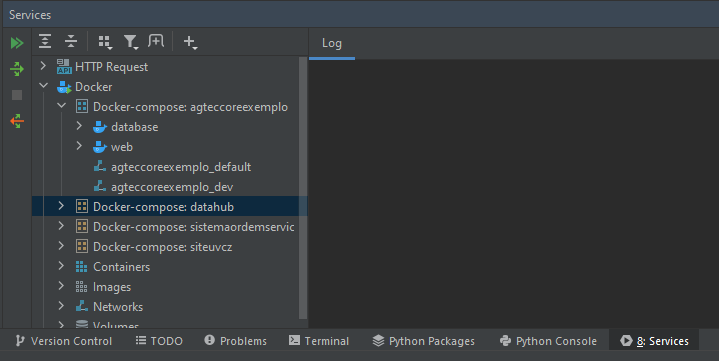 Services
Log
HTTP Request
API
Docker
Docker-compose: agteccoreexemplo
database
web
agteccoreexemplo_default
agteccoreexemplo_dev
Docker-compose: datahub
Docker-compose: sistemaordemservic
Docker-compose: siteuvcz
Containers
Images
Networks
Volumes
Version Control TODO Problems Terminal Python Packages Python Console 8: Services